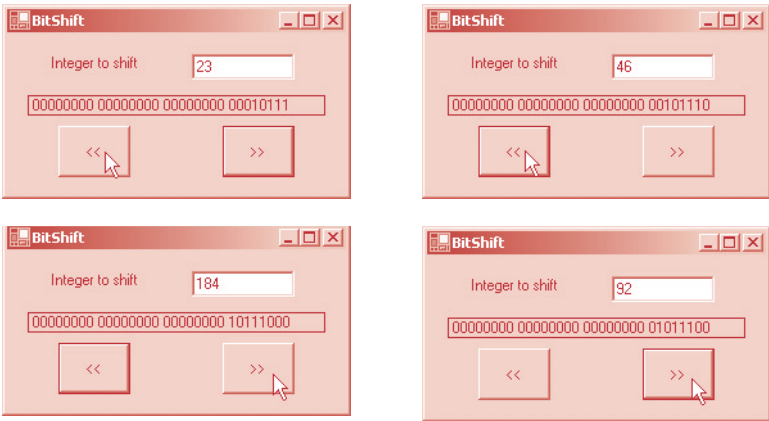 BitShift
Integer to shift 23
00000000 00000000 00000000 00010111
<< >>
BitShift
Integer to shift 46
00000000 00000000 00000000 00101110
<< >>
BitShift
Integer to shift 184
00000000 00000000 00000000 10111000
<< >>
BitShift
Integer to shift 92
00000000 00000000 00000000 01011100
<< >>